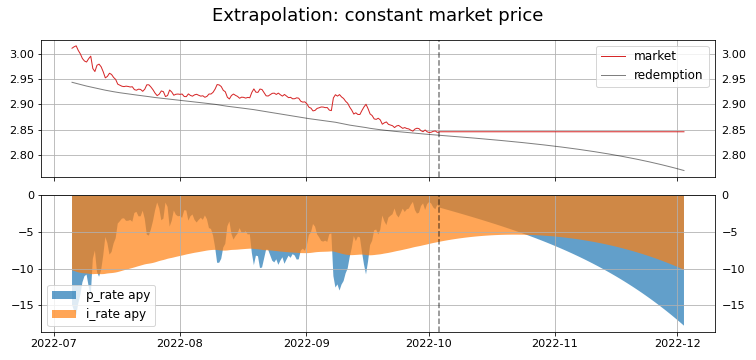 Extrapolation: constant market price
3.00 3.00
2.95 2.95
2.90 2.90
2.85 2.85
2.80 2.80
market
redemption
0 0
−5 −5
−10 −10
−15 −15
p_rate apy
i_rate apy
2022-07 2022-08 2022-09 2022-10 2022-11 2022-12